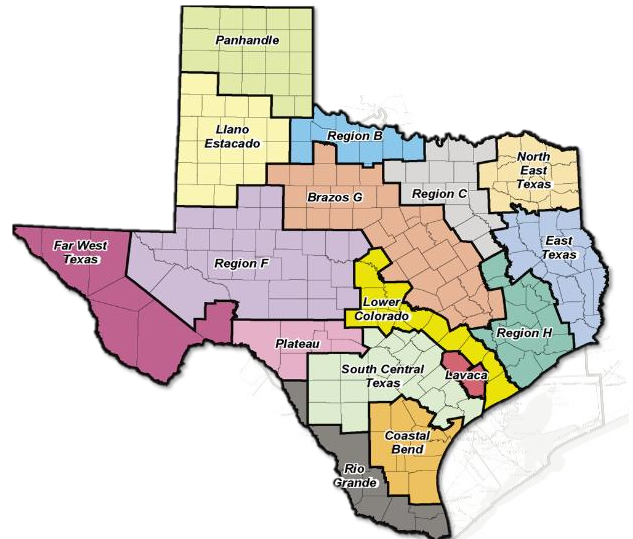 Panhandle
Llano
Estacado
Region B
North
East
Texas
Region C
Brazos G
Far West
Texas
Region F
East
Texas
Lower
Colorado
Region H
Plateau
South Central
Texas
Lavaca
Coastal
Bend
Rio
Grande